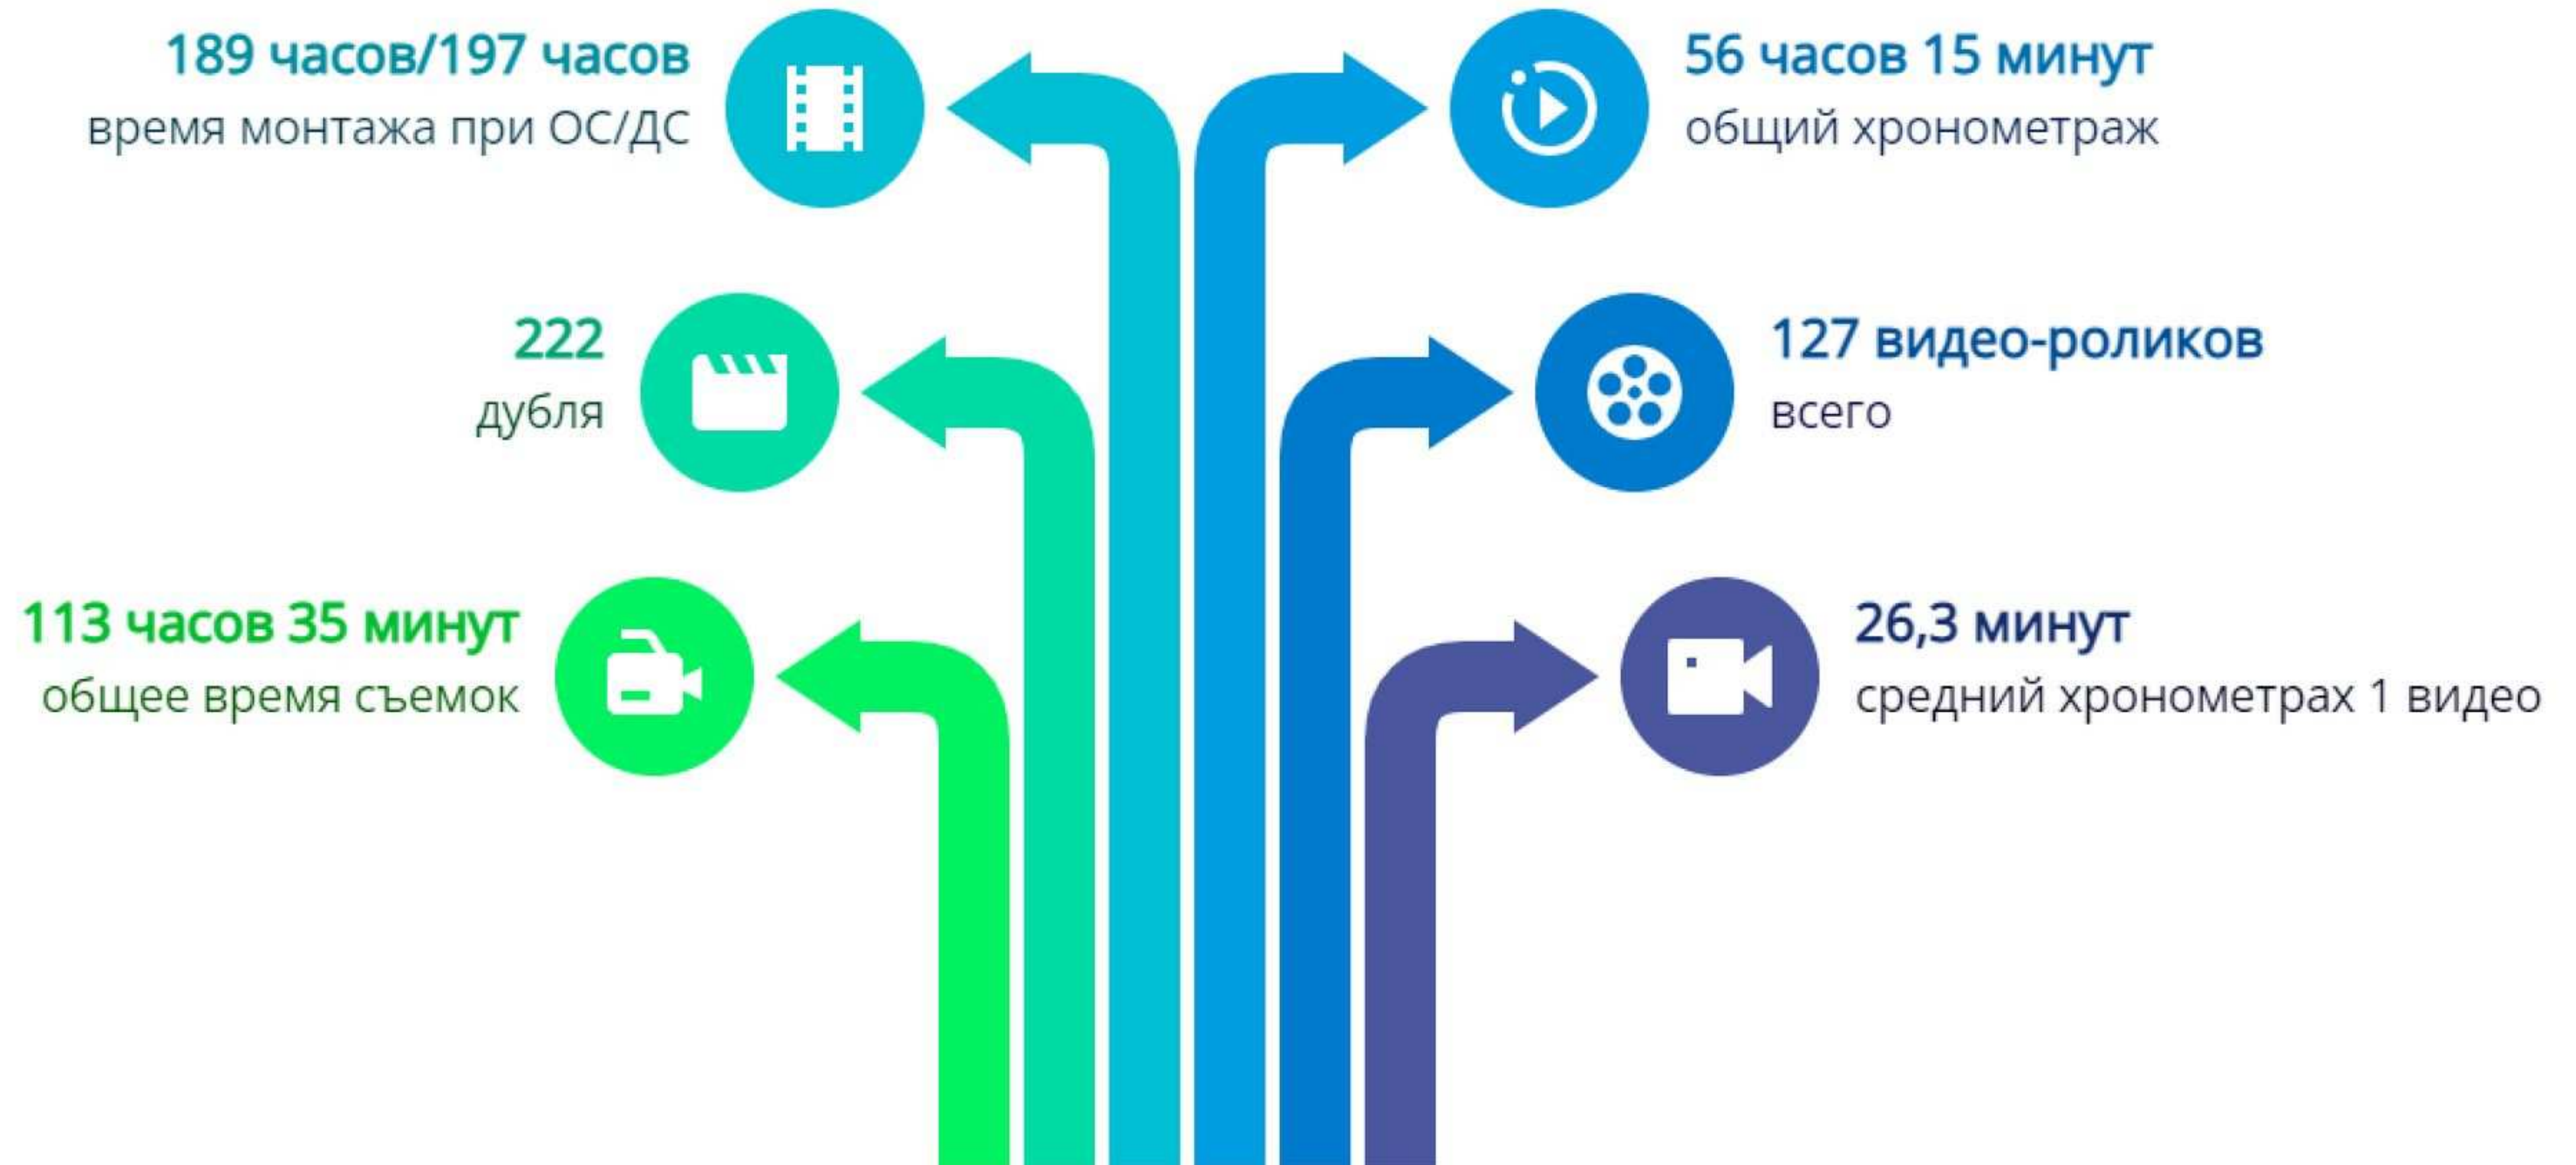 189 часов/197 часов
время монтажа при ОС/ДС
56 часов 15 минут
общий хронометраж
222
дубля
127 видео-роликов
всего
113 часов 35 минут
общее время съемок
26,3 минут
средний хронометрах 1 видео